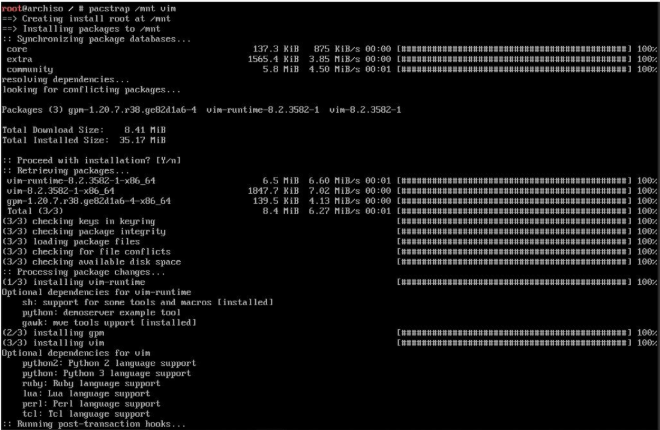 root@archiso / # pacstrap /mnt vim
==> Creating install root at /mnt
==> Installing packages to /mnt
:: Synchronizing package databases...
 core 137.3 KiB 875 KiB/s 00:00 [######################################] 100%
 extra 1565.4 KiB 3.85 MiB/s 00:00 [######################################] 100%
 community 5.8 MiB 4.50 MiB/s 00:01 [######################################] 100%
resolving dependencies...
looking for conflicting packages...
Packages (3) gpm-1.20.7.r38.ge82d1a6-4 vim-runtime-8.2.3582-1 vim-8.2.3582-1
Total Download Size: 8.41 MiB
Total Installed Size: 35.17 MiB
:: Proceed with installation? [Y/n]
:: Retrieving packages...
 vim-runtime-8.2.3582-1-x86_64 6.5 MiB 6.60 MiB/s 00:01 [######################################] 100%
 vim-8.2.3582-1-x86_64 1847.7 KiB 7.02 MiB/s 00:00 [######################################] 100%
 gpm-1.20.7.r38.ge82d1a6-4-x86_64 139.5 KiB 4.13 MiB/s 00:00 [######################################] 100%
 Total (3/3) 8.4 MiB 6.27 MiB/s 00:01 [######################################] 100%
(3/3) checking keys in keyring [######################################] 100%
(3/3) checking package integrity [######################################] 100%
(3/3) loading package files [######################################] 100%
(3/3) checking for file conflicts [######################################] 100%
(3/3) checking available disk space [######################################] 100%
:: Processing package changes...
(1/3) installing vim-runtime [######################################] 100%
Optional dependencies for vim-runtime
    sh: support for some tools and macros [installed]
    python: demoserver example tool
    gawk: mve tools upport [installed]
(2/3) installing gpm [######################################] 100%
(3/3) installing vim [######################################] 100%
Optional dependencies for vim
    python2: Python 2 language support
    python: Python 3 language support
    ruby: Ruby language support
    lua: Lua language support
    perl: Perl language support
    tcl: Tcl language support
:: Running post-transaction hooks...